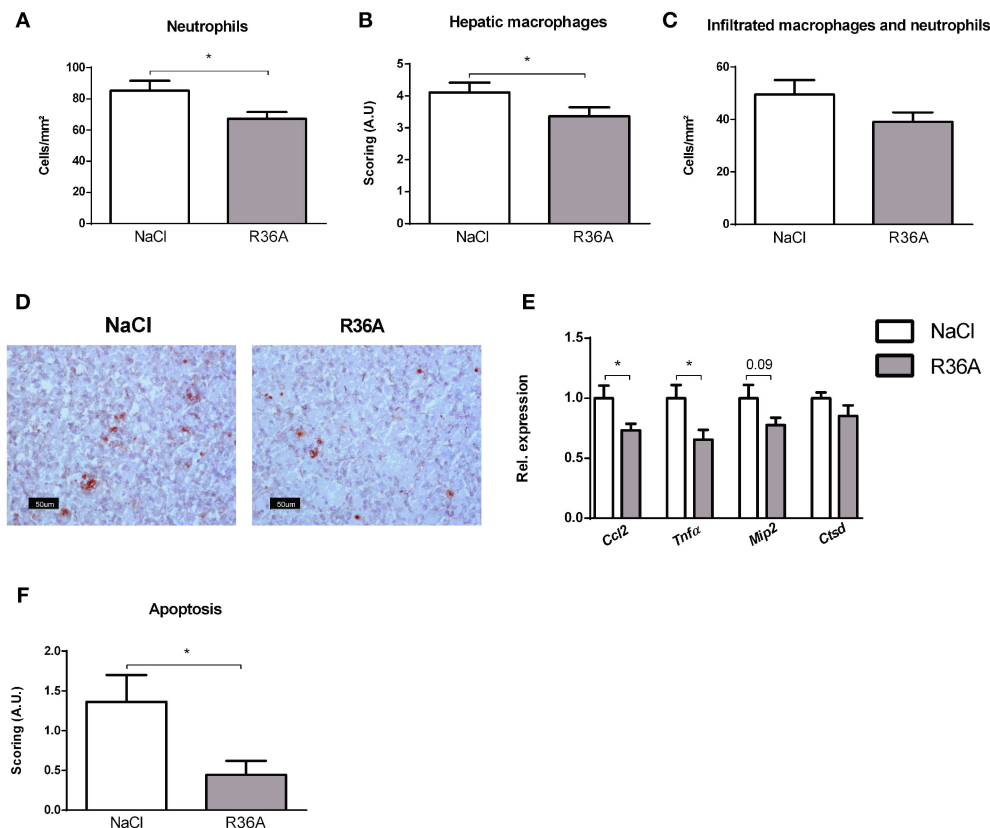 A
Neutrophils
*
Cells/mm²
100
80
60
40
20
0
NaCl
R36A
B
Hepatic macrophages
*
Scoring (A.U)
5
4
3
2
1
0
NaCl
R36A
C
Infiltrated macrophages and neutrophils
Cells/mm²
60
40
20
0
NaCl
R36A
D
NaCl
R36A
50um
50um
E
NaCl
R36A
Rel. expression
1.5
1.0
0.5
0.0
*
*
0.09
Ccl2
Tnfα
Mip2
Ctsd
F
Apoptosis
*
Scoring (A.U.)
2.0
1.5
1.0
0.5
0.0
NaCl
R36A